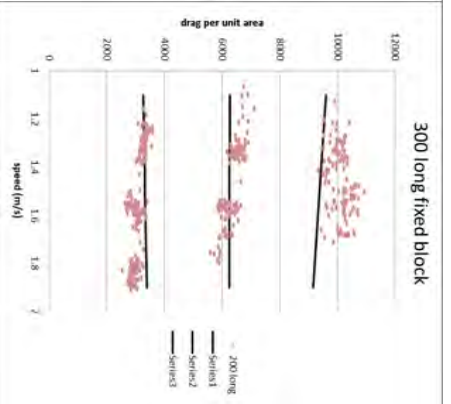 300 long fixed block
drag per unit area
12000
10000
8000
6000
4000
2000
0
1
1.2
1.4
1.6
1.8
2
speed (m/s)
200 long
Series1
Series2
Series3